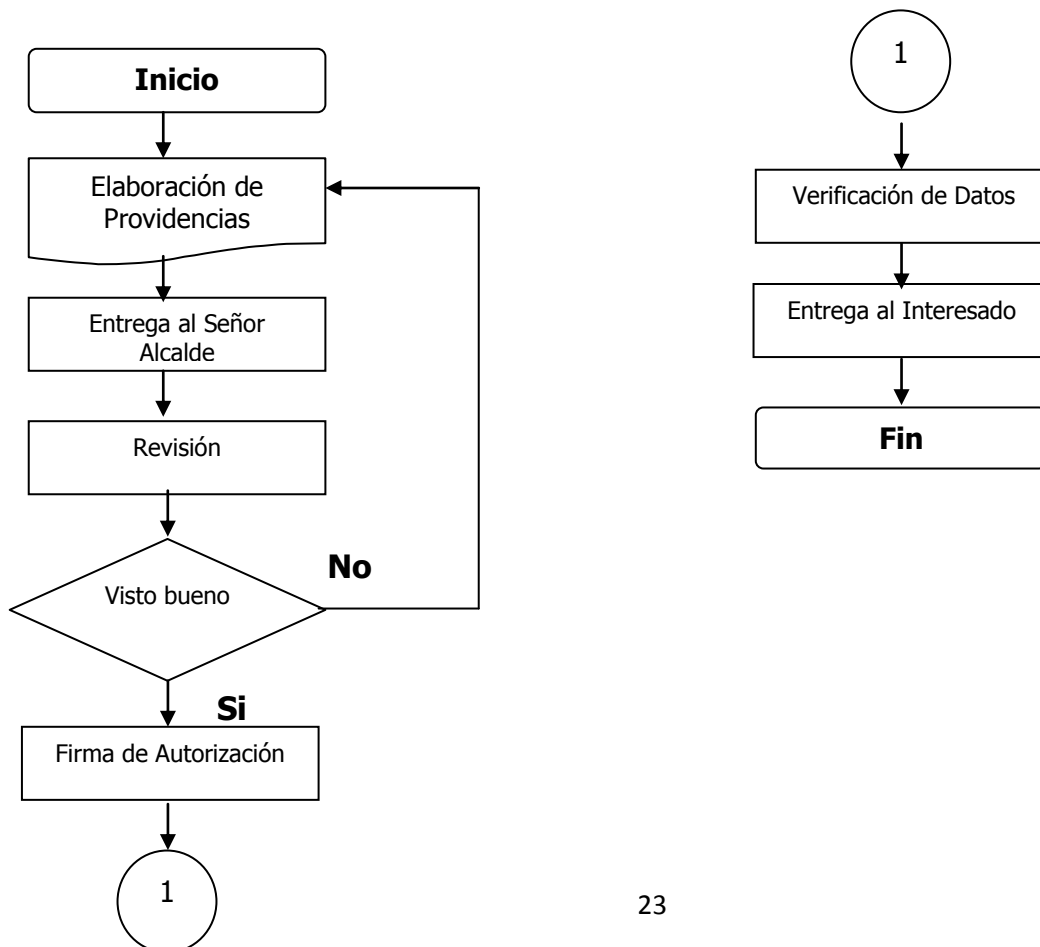 Inicio
Elaboración de
Providencias
Entrega al Señor
Alcalde
Revisión
Visto bueno
No
Si
Firma de Autorización
1
1
Verificación de Datos
Entrega al Interesado
Fin
23